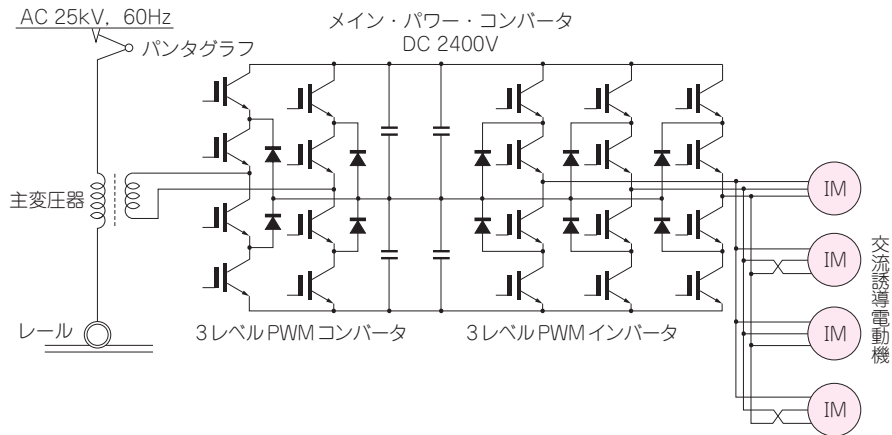 AC 25kV, 60Hz
パンタグラフ
メイン・パワー・コンバータ
DC 2400V
主変圧器
レール
3レベルPWMコンバータ
3レベルPWMインバータ
IM
IM
IM
IM
交流誘導電動機